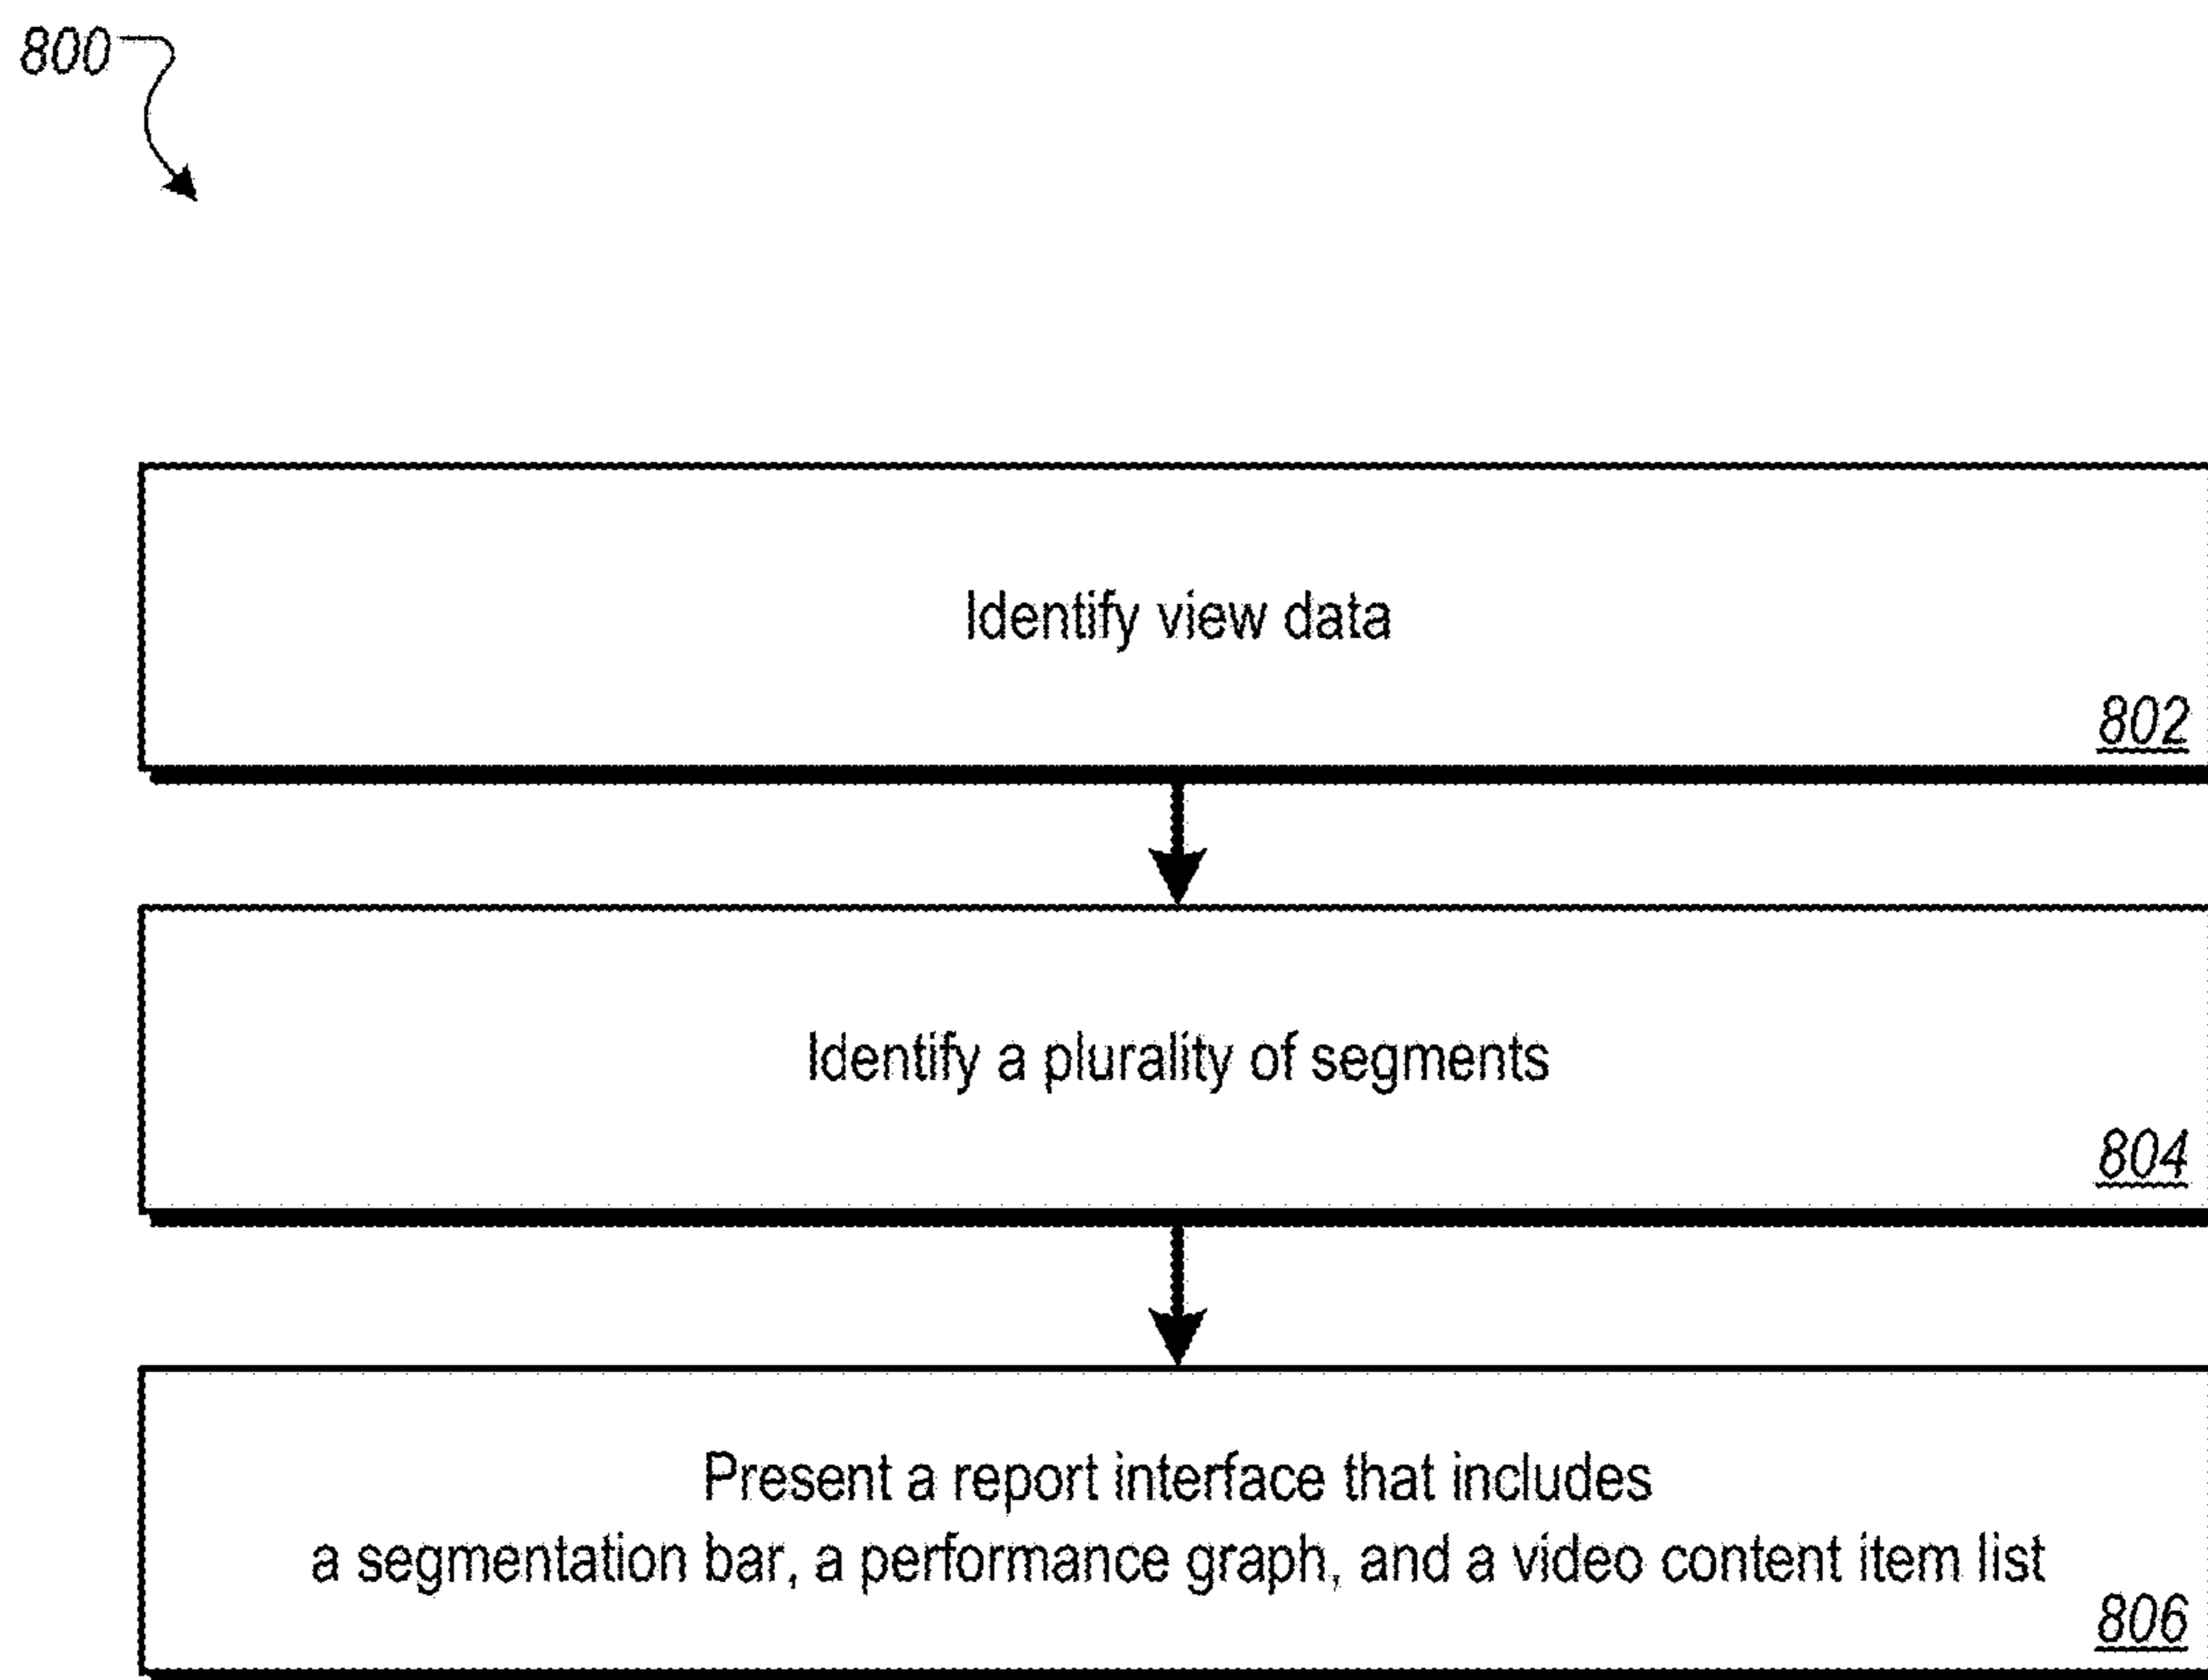 800
Identify view data
802
Identify a plurality of segments
804
Present a report interface that includes
a segmentation bar, a performance graph, and a video content item list
806